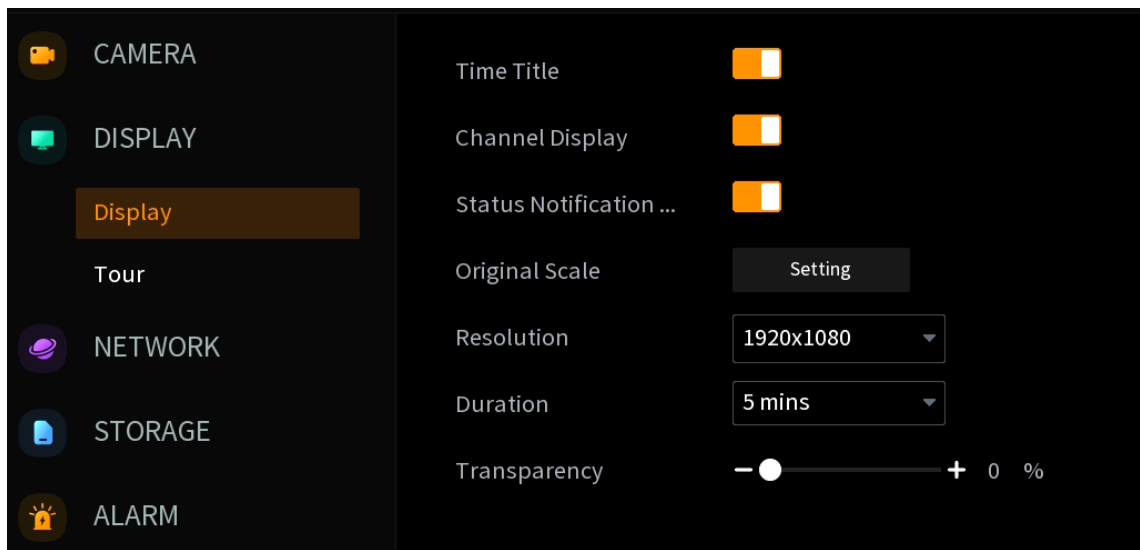 CAMERA
DISPLAY
Display
Tour
NETWORK
STORAGE
ALARM
Time Title
Channel Display
Status Notification ...
Original Scale Setting
Resolution 1920x1080
Duration 5 mins
Transparency 0 %